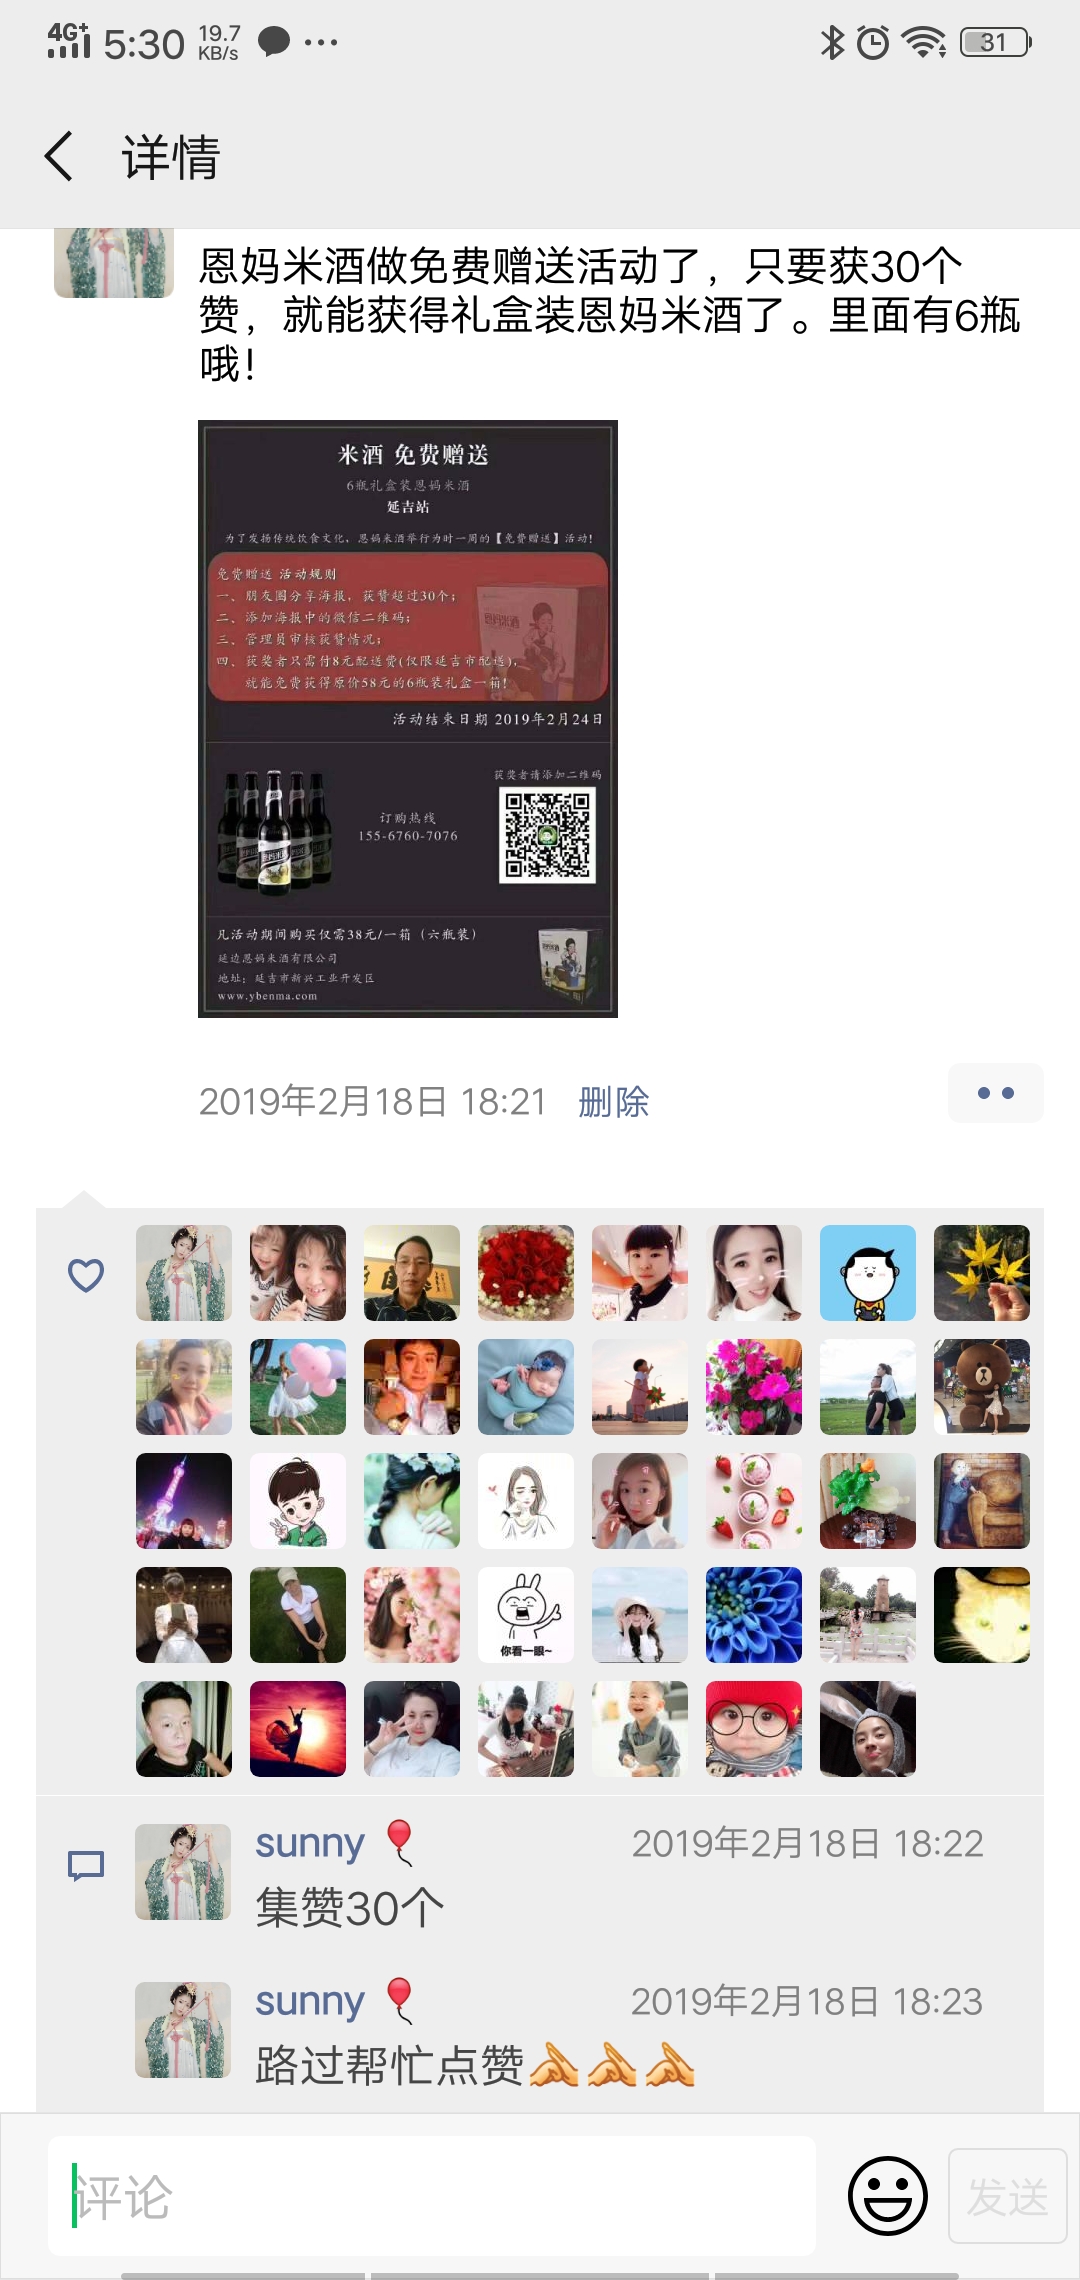 4G+ 5:30 19.7 KB/s 31
详情
恩妈米酒做免费赠送活动了，只要获30个
赞，就能获得礼盒装恩妈米酒了。里面有6瓶
哦！
米酒 免费赠送
6瓶礼盒装恩妈米酒
延吉站
为了发扬传统饮食文化，恩妈米酒举行为时一周的【免费赠送】活动！
免费赠送 活动规则
一、朋友圈分享海报，获赞超过30个；
二、添加海报中的微信二维码；
三、管理员审核获赞情况；
四、获奖者只需付8元配送费(仅限延吉市配送)，
就能免费获得原价58元的6瓶装礼盒一箱！
活动结束日期 2019年2月24日
获奖者请添加二维码
订购热线
155-6760-7076
凡活动期间购买仅需38元/一箱（六瓶装）
延边恩妈米酒有限公司
地址：延吉市新兴工业开发区
www.ybenma.com
2019年2月18日 18:21 删除
你看一眼~
sunny 2019年2月18日 18:22
集赞30个
sunny 2019年2月18日 18:23
路过帮忙点赞
评论 发送